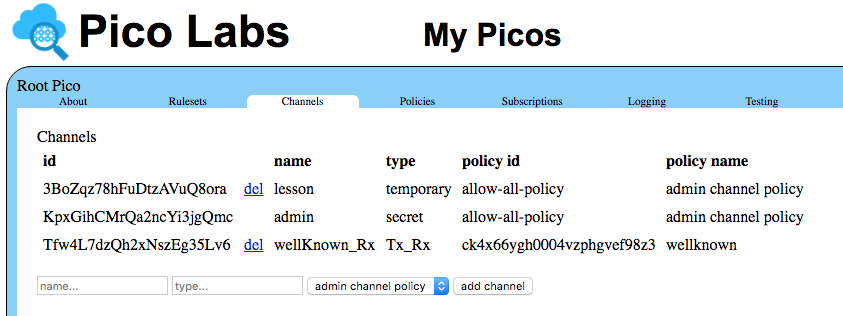 Pico Labs My Picos
Root Pico
About Rulesets Channels Policies Subscriptions Logging Testing
Channels
id name type policy id policy name
3BoZqz78hFuDtzAVuQ8ora del lesson temporary allow-all-policy admin channel policy
KpxGihCMrQa2ncYi3jgQmc admin secret allow-all-policy admin channel policy
Tfw4L7dzQh2xNszEg35Lv6 del wellKnown_Rx Tx_Rx ck4x66ygh0004vzphgvef98z3 wellknown
name... type... admin channel policy add channel